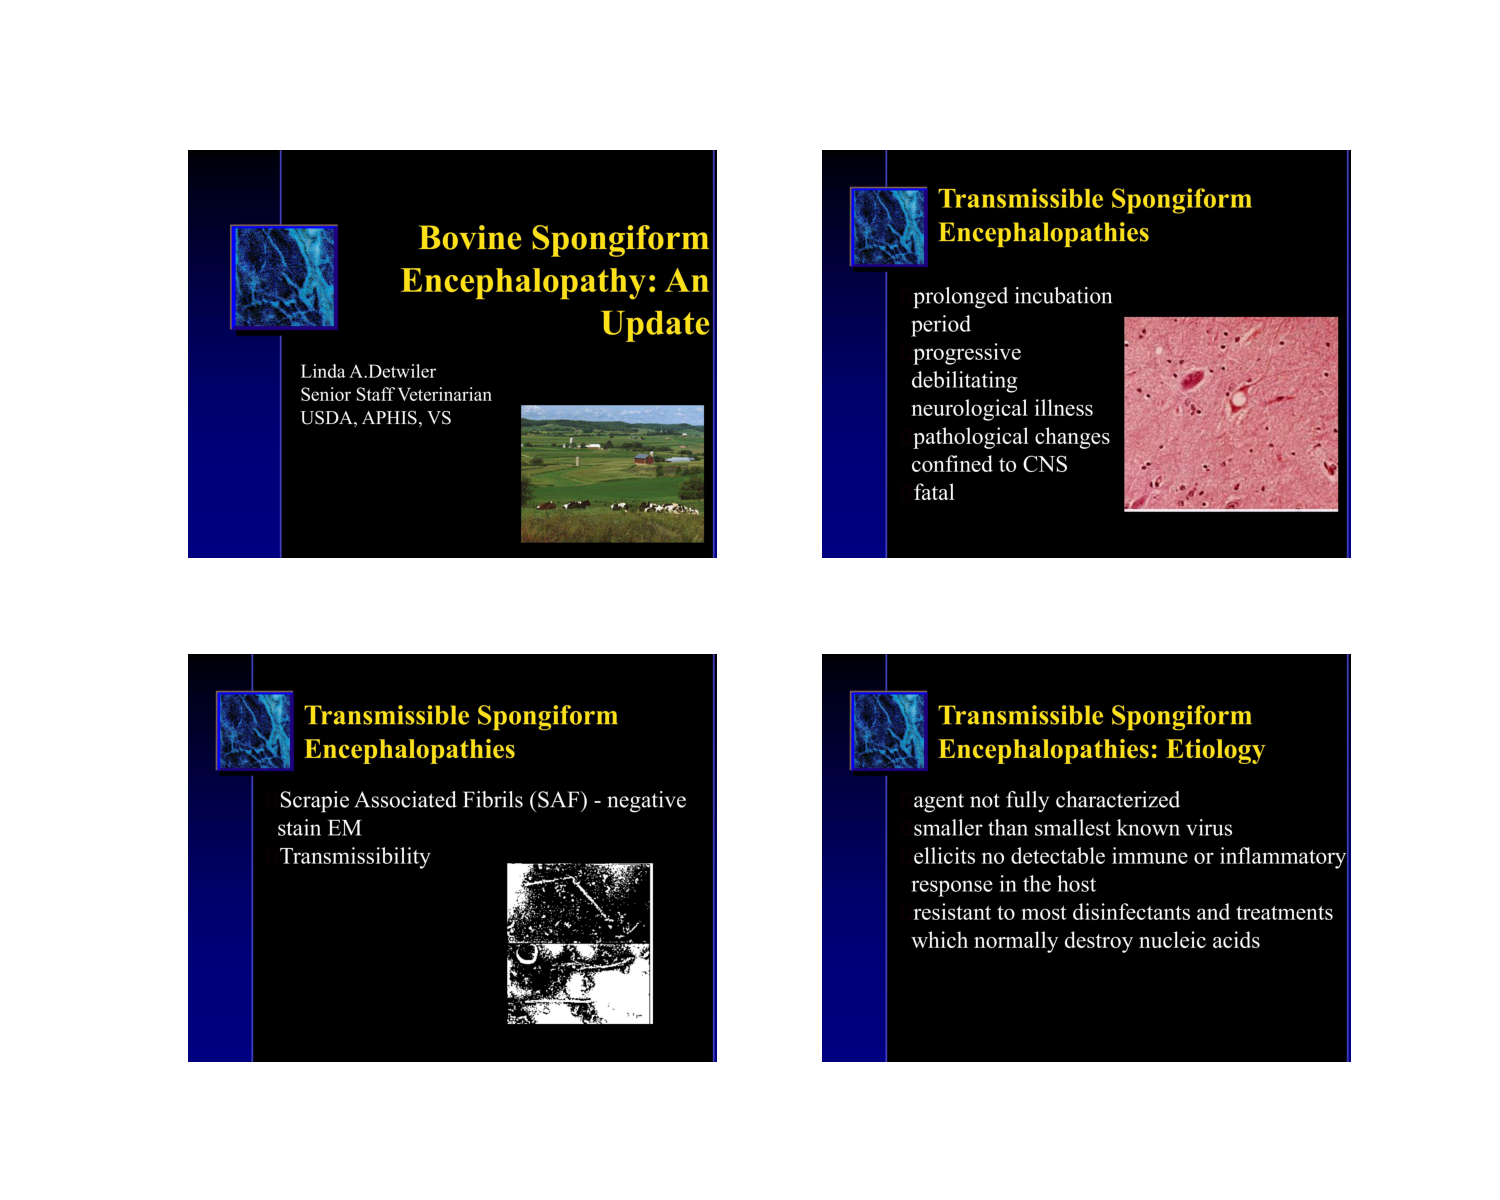 Bovine Spongiform
Encephalopathy: An
Update
Linda A.Detwiler
Senior Staff Veterinarian
USDA, APHIS, VS
Transmissible Spongiform
Encephalopathies
prolonged incubation
period
progressive
debilitating
neurological illness
pathological changes
confined to CNS
fatal
Transmissible Spongiform
Encephalopathies
Scrapie Associated Fibrils (SAF) - negative
stain EM
Transmissibility
Transmissible Spongiform
Encephalopathies: Etiology
agent not fully characterized
smaller than smallest known virus
ellicits no detectable immune or inflammatory
response in the host
resistant to most disinfectants and treatments
which normally destroy nucleic acids